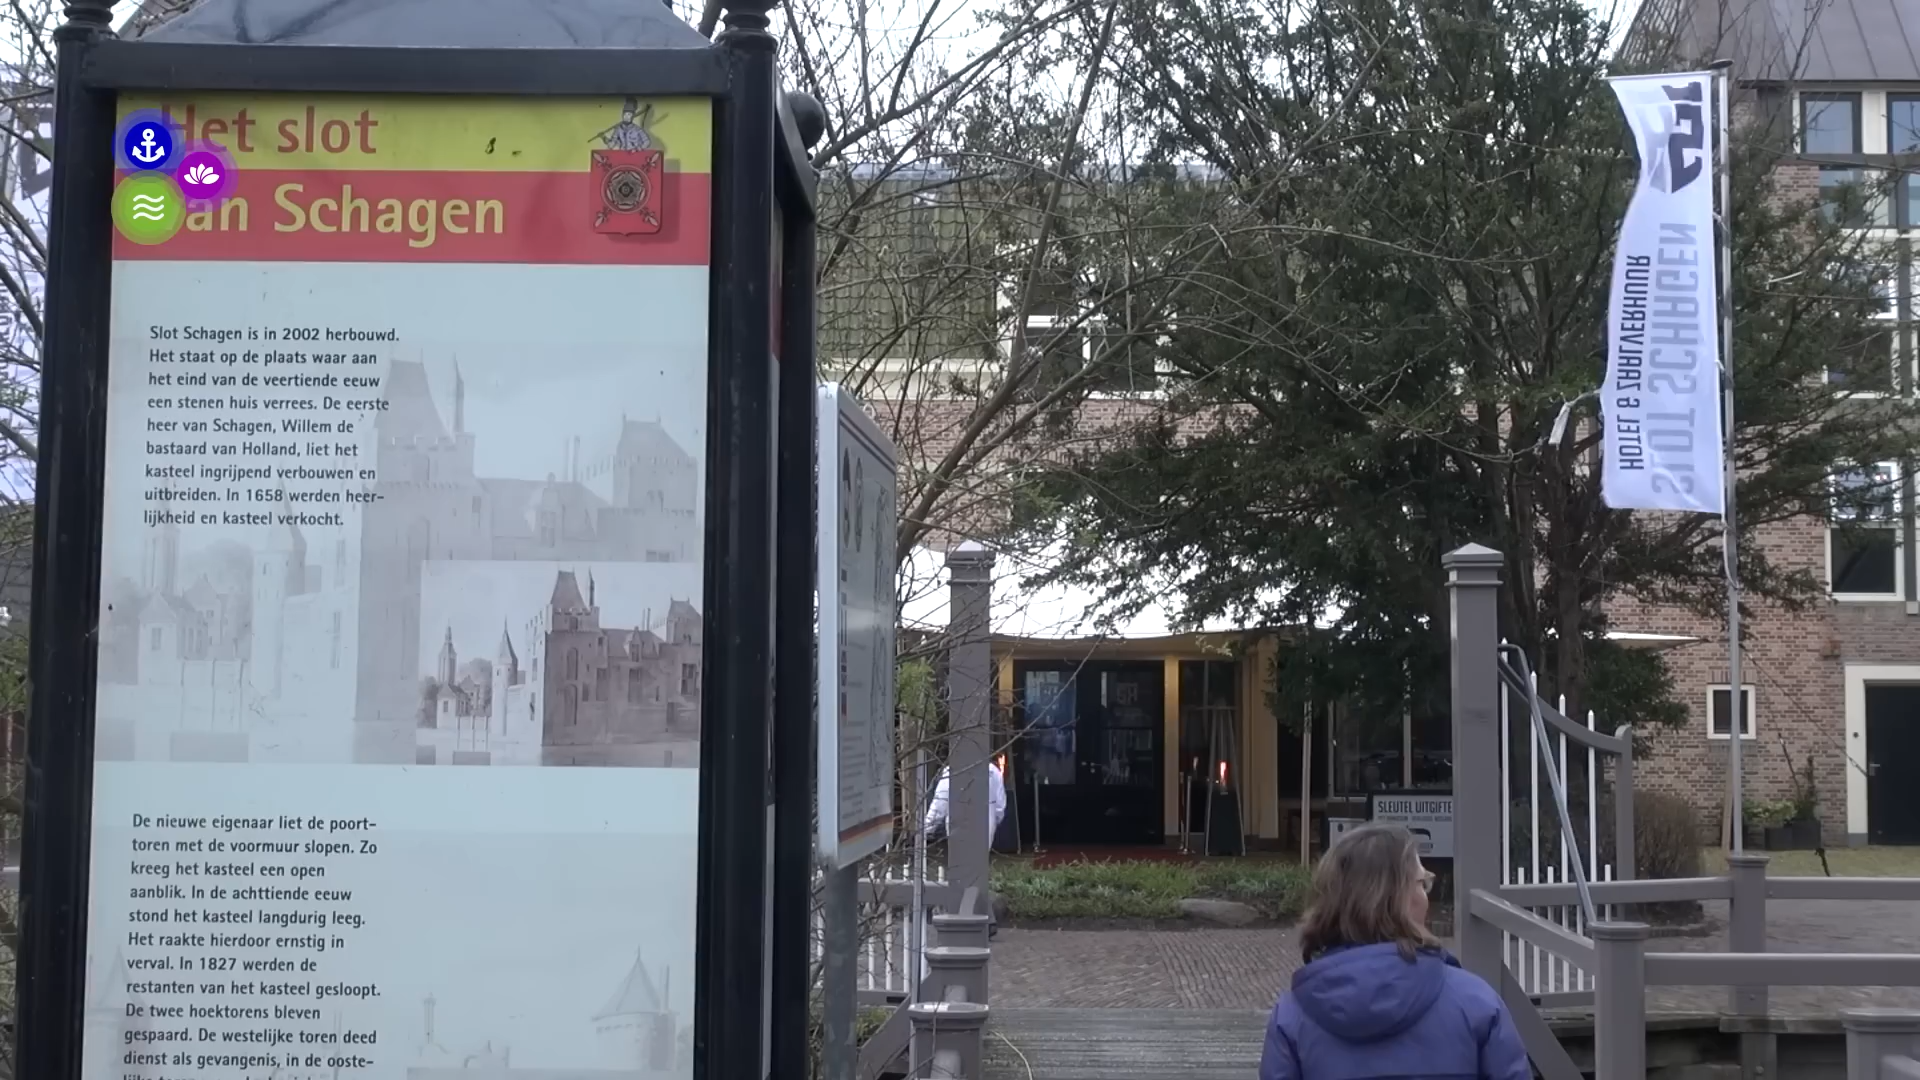 Het slot
van Schagen
Slot Schagen is in 2002 herbouwd.
Het staat op de plaats waar aan
het eind van de veertiende eeuw
een stenen huis verrees. De eerste
heer van Schagen, Willem de
bastaard van Holland, liet het
kasteel ingrijpend verbouwen en
uitbreiden. In 1658 werden heer-
lijkheid en kasteel verkocht.
De nieuwe eigenaar liet de poort-
toren met de voormuur slopen. Zo
kreeg het kasteel een open
aanblik. In de achttiende eeuw
stond het kasteel langdurig leeg.
Het raakte hierdoor ernstig in
verval. In 1827 werden de
restanten van het kasteel gesloopt.
De twee hoektorens bleven
gespaard. De westelijke toren deed
dienst als gevangenis, in de ooste-
SLOT SCHAGEN
HOTEL & ZAALVERHUUR
SLEUTEL UITGIFTE